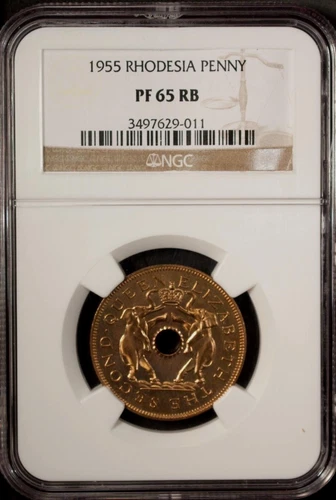 1955 RHODESIA PENNY
PF 65 RB
3497629-011
NGC
QUEEN ELIZABETH THE SECOND